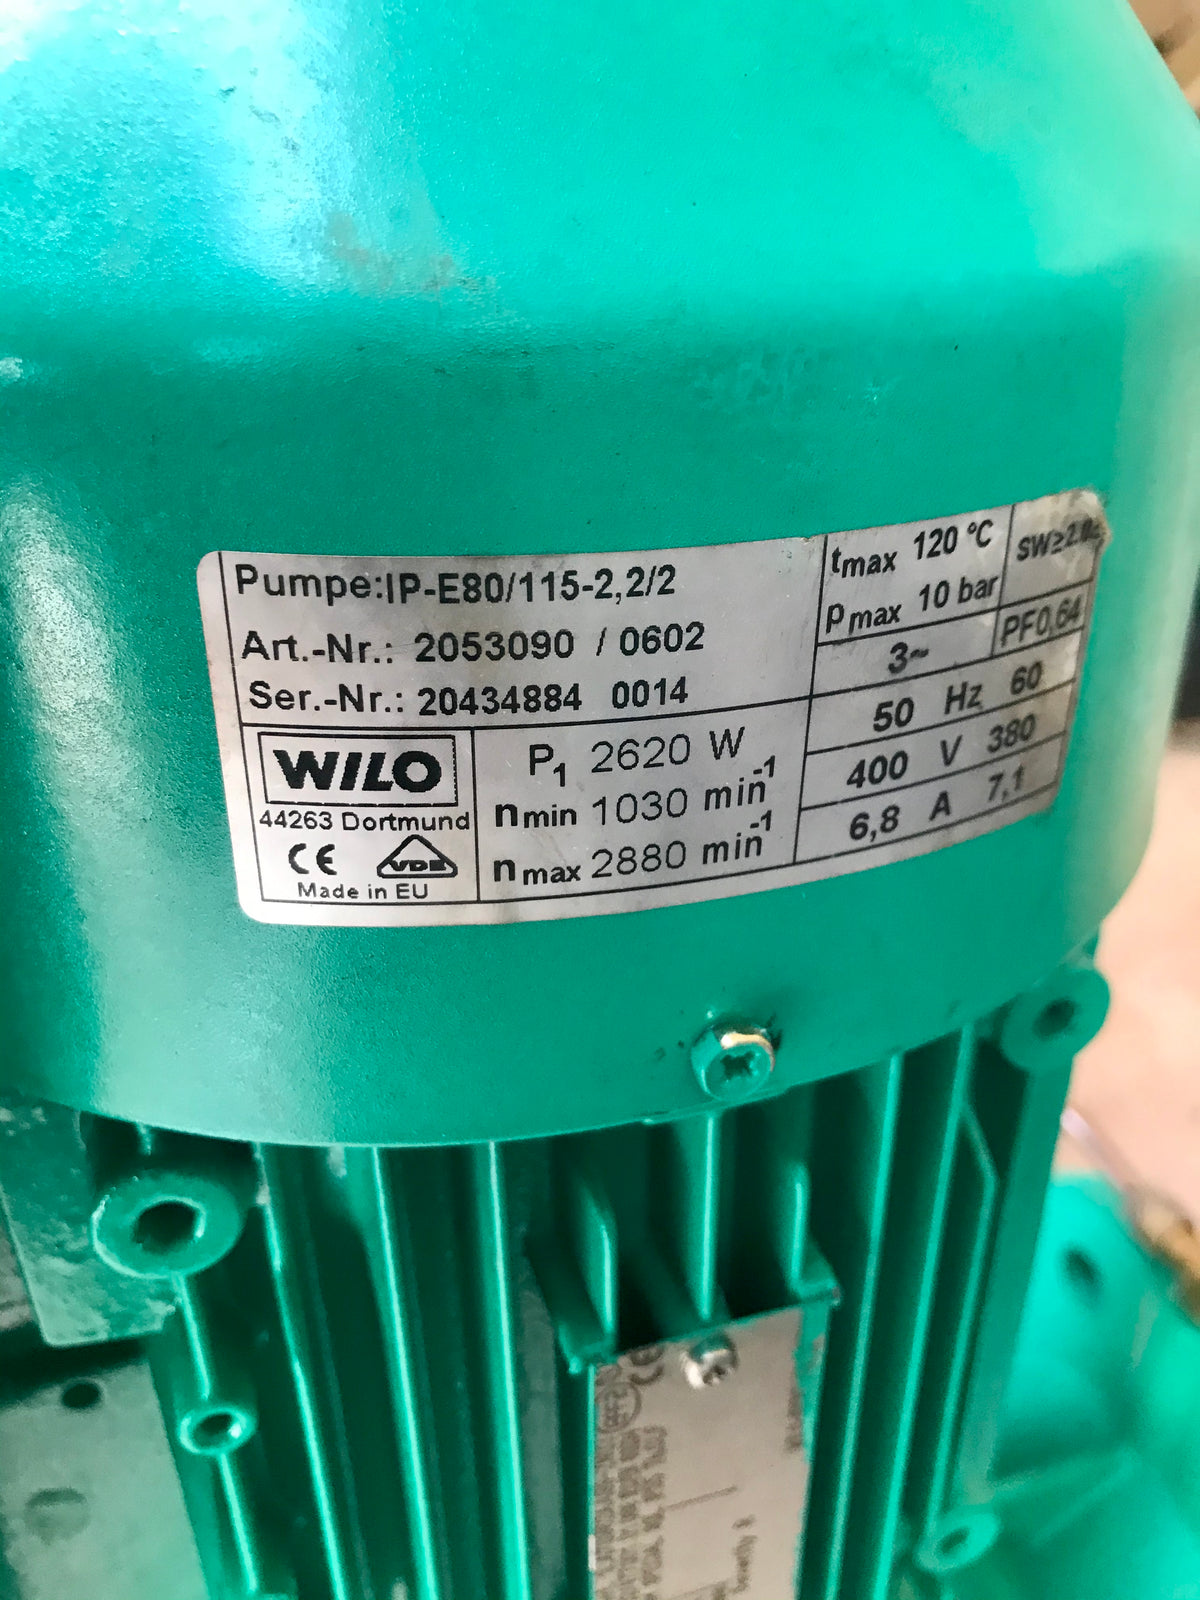 Pumpe:IP-E80/115-2,2/2
Art.-Nr.: 2053090 / 0602
Ser.-Nr.: 20434884 0014
tmax 120 °C
pmax 10 bar
3~ PF0,64
50 Hz 60
400 V 380
6,8 A 7,1
WILO
44263 Dortmund
CE VDE
Made in EU
P1 2620 W
nmin 1030 min-1
nmax 2880 min-1
CE